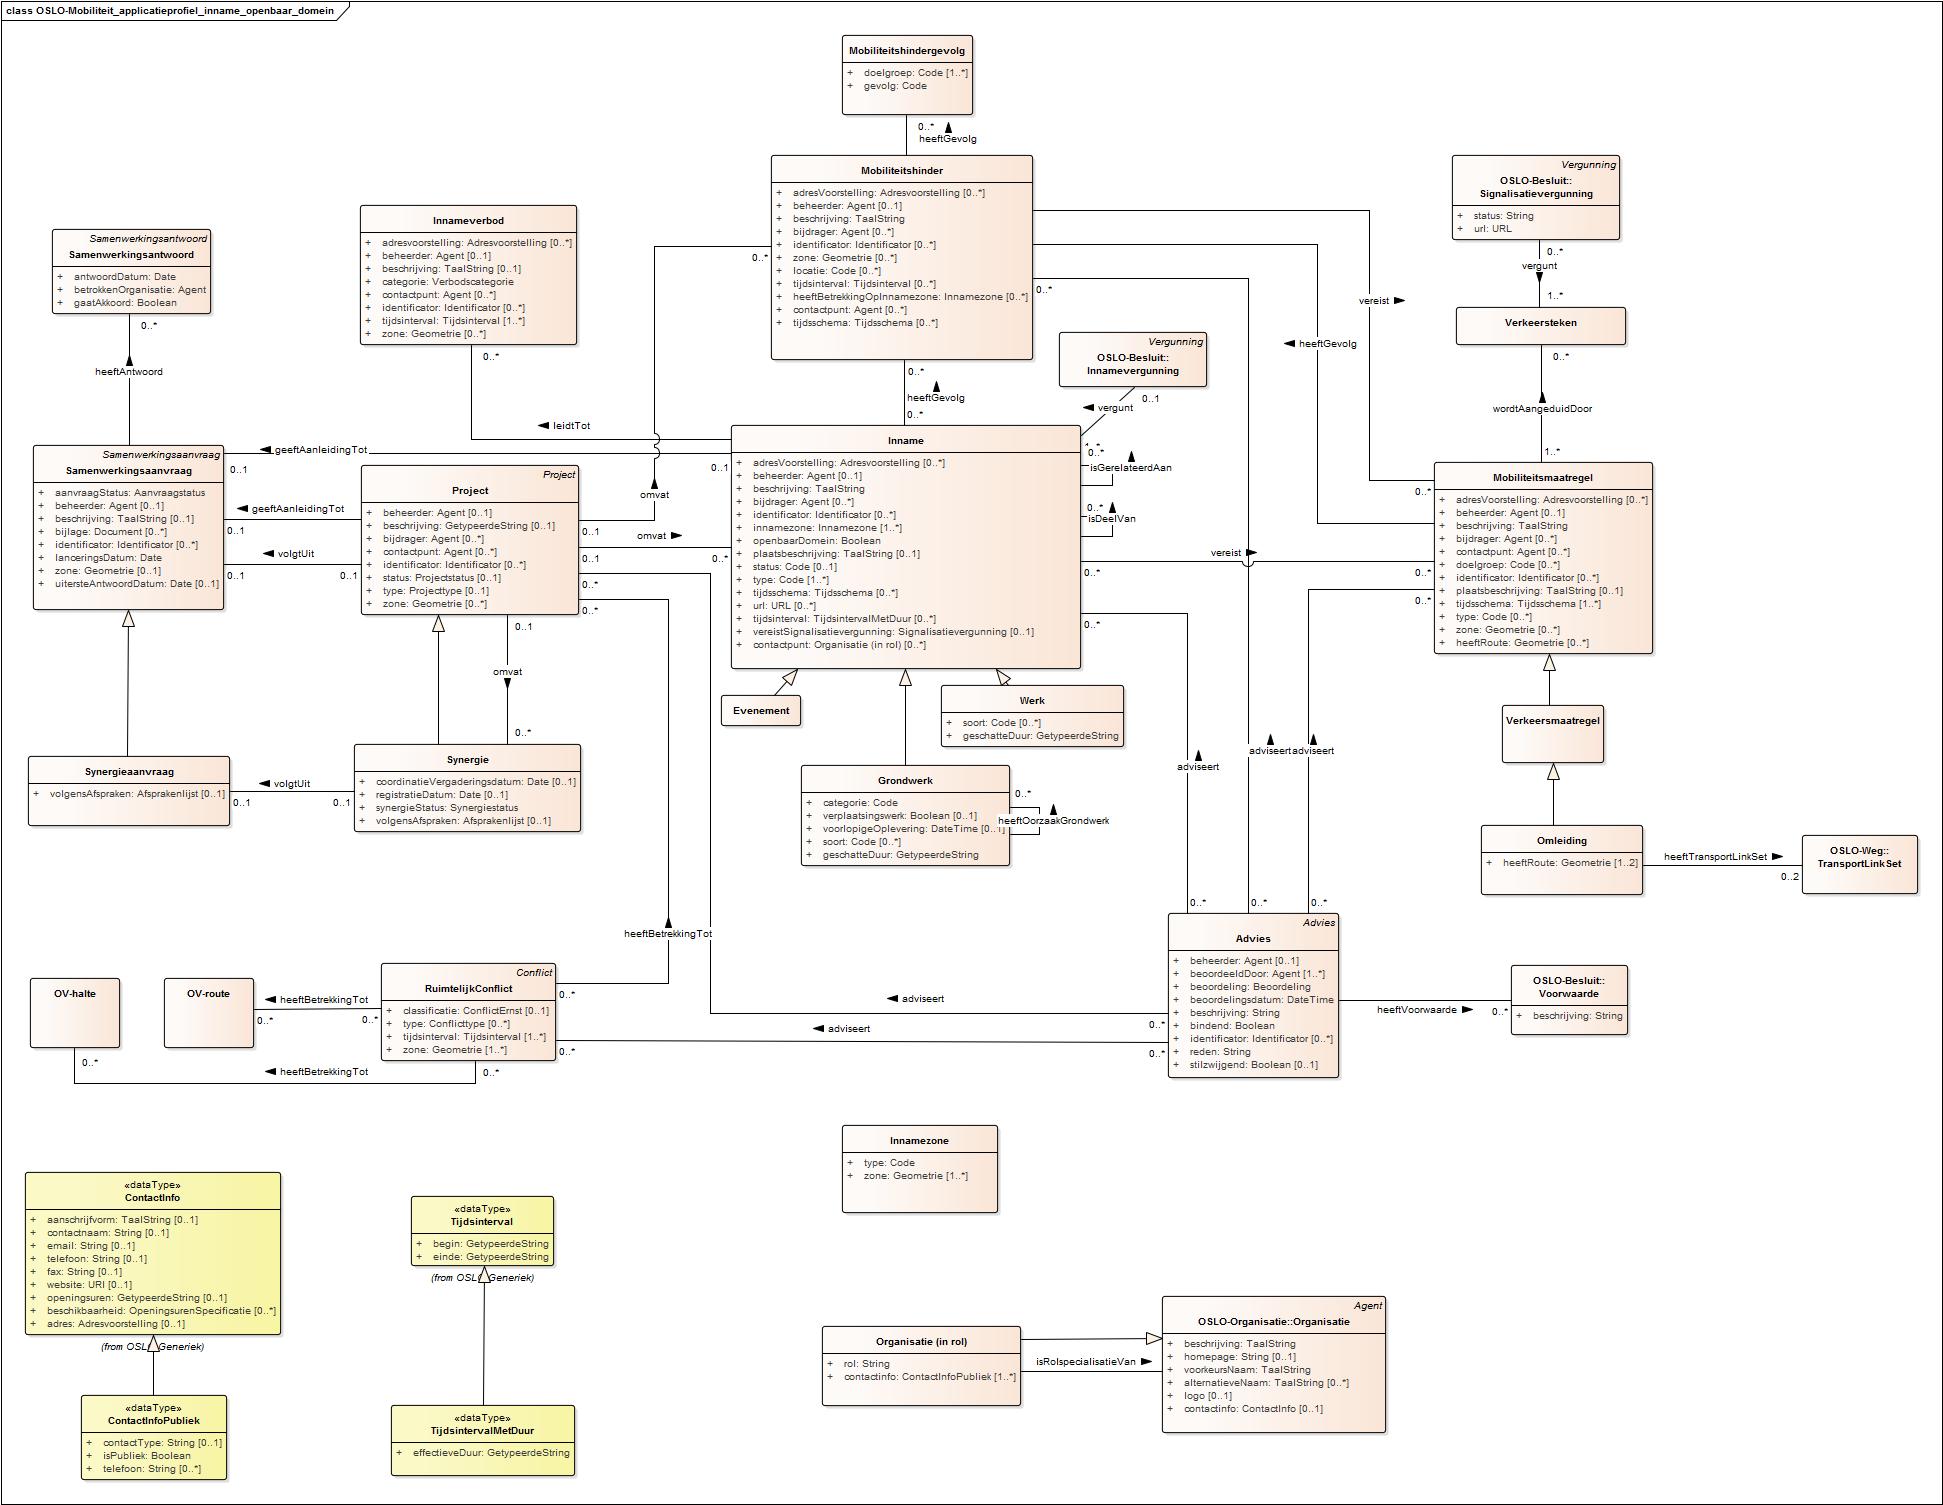 class OSLO-Mobiliteit_applicatieprofiel_inname_openbaar_domein
Mobiliteitshindergevolg
+ doelgroep: Code [1..*]
+ gevolg: Code
0..*
heeftGevolg
Mobiliteitshinder
+ adresVoorstelling: Adresvoorstelling [0..*]
+ beheerder: Agent [0..1]
+ beschrijving: TaalString
+ bijdrager: Agent [0..*]
+ identificator: Identificator [0..*]
+ zone: Geometrie [0..*]
+ locatie: Code [0..*]
+ tijdsinterval: Tijdsinterval [0..*]
+ heeftBetrekkingOpInnamezone: Innamezone [0..*]
+ contactpunt: Agent [0..*]
+ tijdsschema: Tijdsschema [0..*]
0..*
0..*
0..*
heeftGevolg
0..*
Vergunning
OSLO-Besluit::
Signalisatievergunning
+ status: String
+ url: URL
0..*
vergunt
1..*
Verkeersteken
0..*
wordtAangeduidDoor
1..*
vereist
heeftGevolg
Samenwerkingsantwoord
Samenwerkingsantwoord
+ antwoordDatum: Date
+ betrokkenOrganisatie: Agent
+ gaatAkkoord: Boolean
0..*
heeftAntwoord
Innameverbod
+ adresvoorstelling: Adresvoorstelling [0..*]
+ beheerder: Agent [0..1]
+ beschrijving: TaalString [0..1]
+ categorie: Verbodscategorie
+ contactpunt: Agent [0..*]
+ identificator: Identificator [0..*]
+ tijdsinterval: Tijdsinterval [1..*]
+ zone: Geometrie [0..*]
0..*
leidtTot
Vergunning
OSLO-Besluit::
Innamevergunning
0..1
vergunt
1..*
Samenwerkingsaanvraag
Samenwerkingsaanvraag
+ aanvraagStatus: Aanvraagstatus
+ beheerder: Agent [0..1]
+ beschrijving: TaalString [0..1]
+ bijlage: Document [0..*]
+ identificator: Identificator [0..*]
+ lanceringsDatum: Date
+ zone: Geometrie [0..1]
+ uitersteAntwoordDatum: Date [0..1]
geeftAanleidingTot
0..1
0..1
geeftAanleidingTot
0..1
volgtUit
0..1
0..1
Project
Project
+ beheerder: Agent [0..1]
+ beschrijving: GetypeerdeString [0..1]
+ bijdrager: Agent [0..*]
+ contactpunt: Agent [0..*]
+ identificator: Identificator [0..*]
+ status: Projectstatus [0..1]
+ type: Projecttype [0..1]
+ zone: Geometrie [0..*]
omvat
0..1
omvat
0..1
0..*
0..*
0..*
0..1
omvat
0..*
Inname
+ adresVoorstelling: Adresvoorstelling [0..*]
+ beheerder: Agent [0..1]
+ beschrijving: TaalString
+ bijdrager: Agent [0..*]
+ identificator: Identificator [0..*]
+ innamezone: Innamezone [1..*]
+ openbaarDomein: Boolean
+ plaatsbeschrijving: TaalString [0..1]
+ status: Code [0..1]
+ type: Code [1..*]
+ tijdsschema: Tijdsschema [0..*]
+ url: URL [0..*]
+ tijdsinterval: TijdsintervalMetDuur [0..*]
+ vereistSignalisatievergunning: Signalisatievergunning [0..1]
+ contactpunt: Organisatie (in rol) [0..*]
0..*
isGerelateerdAan
0..*
isDeelVan
vereist
0..*
0..*
0..*
0..*
0..*
Mobiliteitsmaatregel
+ adresVoorstelling: Adresvoorstelling [0..*]
+ beheerder: Agent [0..1]
+ beschrijving: TaalString
+ bijdrager: Agent [0..*]
+ contactpunt: Agent [0..*]
+ doelgroep: Code [0..*]
+ identificator: Identificator [0..*]
+ plaatsbeschrijving: TaalString [0..1]
+ tijdsschema: Tijdsschema [1..*]
+ type: Code [0..*]
+ zone: Geometrie [0..*]
+ heeftRoute: Geometrie [0..*]
Evenement
Werk
+ soort: Code [0..*]
+ geschatteDuur: GetypeerdeString
Grondwerk
+ categorie: Code
+ verplaatsingswerk: Boolean [0..1]
+ voorlopigeOplevering: DateTime [0..1]
+ soort: Code [0..*]
+ geschatteDuur: GetypeerdeString
0..*
heeftOorzaakGrondwerk
Verkeersmaatregel
Omleiding
+ heeftRoute: Geometrie [1..2]
heeftTransportLinkSet
0..2
OSLO-Weg::
TransportLinkSet
Synergieaanvraag
+ volgensAfspraken: Afsprakenlijst [0..1]
volgtUit
0..1
0..1
Synergie
+ coordinatieVergaderingsdatum: Date [0..1]
+ registratieDatum: Date [0..1]
+ synergieStatus: Synergiestatus
+ volgensAfspraken: Afsprakenlijst [0..1]
adviseert
adviseert
adviseert
0..*
0..*
0..*
Advies
Advies
+ beheerder: Agent [0..1]
+ beoordeeldDoor: Agent [1..*]
+ beoordeling: Beoordeling
+ beoordelingsdatum: DateTime
+ beschrijving: String
+ bindend: Boolean
+ identificator: Identificator [0..*]
+ reden: String
+ stilzwijgend: Boolean [0..1]
heeftVoorwaarde
0..*
OSLO-Besluit::
Voorwaarde
+ beschrijving: String
heeftBetrekkingTot
0..*
adviseert
0..*
adviseert
0..*
0..*
OV-halte
OV-route
heeftBetrekkingTot
0..*
0..*
Conflict
RuimtelijkConflict
+ classificatie: ConflictErnst [0..1]
+ type: Conflicttype [0..*]
+ tijdsinterval: Tijdsinterval [1..*]
+ zone: Geometrie [1..*]
0..*
heeftBetrekkingTot
0..*
Innamezone
+ type: Code
+ zone: Geometrie [1..*]
«dataType»
ContactInfo
+ aanschrijfvorm: TaalString [0..1]
+ contactnaam: String [0..1]
+ email: String [0..1]
+ telefoon: String [0..1]
+ fax: String [0..1]
+ website: URI [0..1]
+ openingsuren: GetypeerdeString [0..1]
+ beschikbaarheid: OpeningsurenSpecificatie [0..*]
+ adres: Adresvoorstelling [0..1]
(from OSLO Generiek)
«dataType»
ContactInfoPubliek
+ contactType: String [0..1]
+ isPubliek: Boolean
+ telefoon: String [0..*]
«dataType»
Tijdsinterval
+ begin: GetypeerdeString
+ einde: GetypeerdeString
(from OSLO Generiek)
«dataType»
TijdsintervalMetDuur
+ effectieveDuur: GetypeerdeString
Organisatie (in rol)
+ rol: String
+ contactinfo: ContactInfoPubliek [1..*]
isRolspecialisatieVan
Agent
OSLO-Organisatie::Organisatie
+ beschrijving: TaalString
+ homepage: String [0..1]
+ voorkeursNaam: TaalString
+ alternatieveNaam: TaalString [0..*]
+ logo [0..1]
+ contactinfo: ContactInfo [0..1]